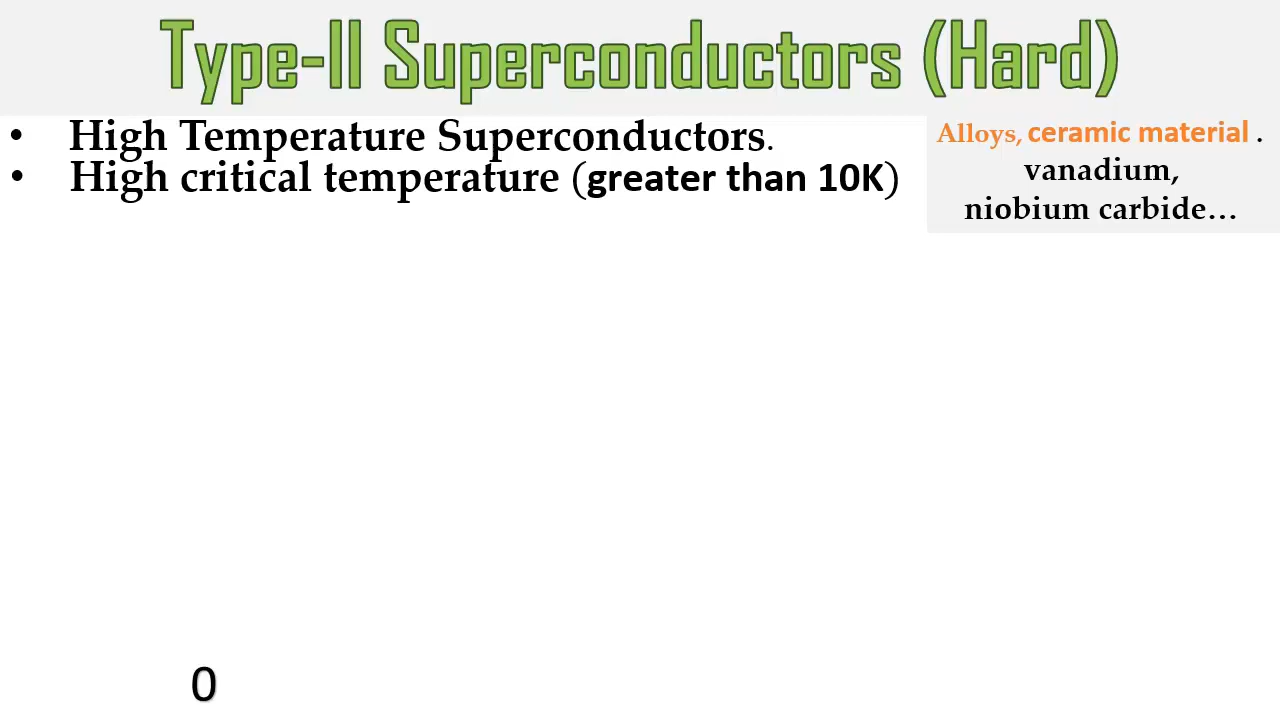 Type-II Superconductors (Hard)
• High Temperature Superconductors.
• High critical temperature (greater than 10K)
Alloys, ceramic material .
vanadium,
niobium carbide…
0